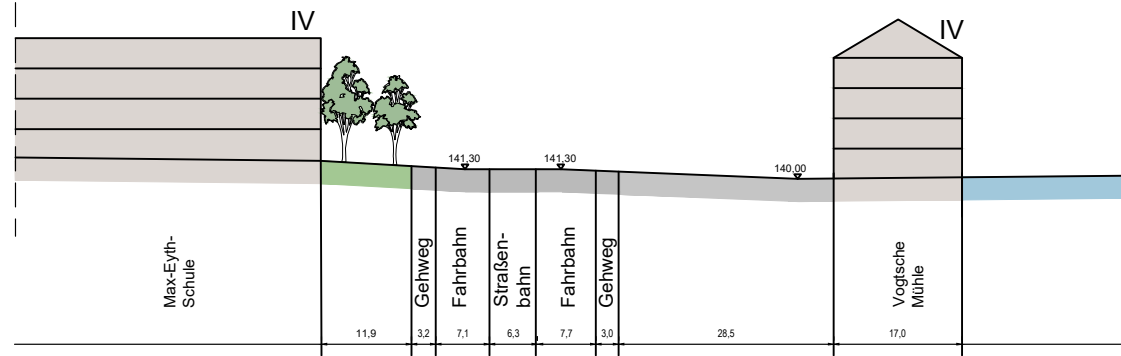 IV
IV
141,30
141,30
140,00
Max-Eyth-
Schule
Gehweg
Fahrbahn
Straßen-
bahn
Fahrbahn
Gehweg
Vogtsche
Mühle
11,9
3,2
7,1
6,3
7,7
3,0
28,5
17,0